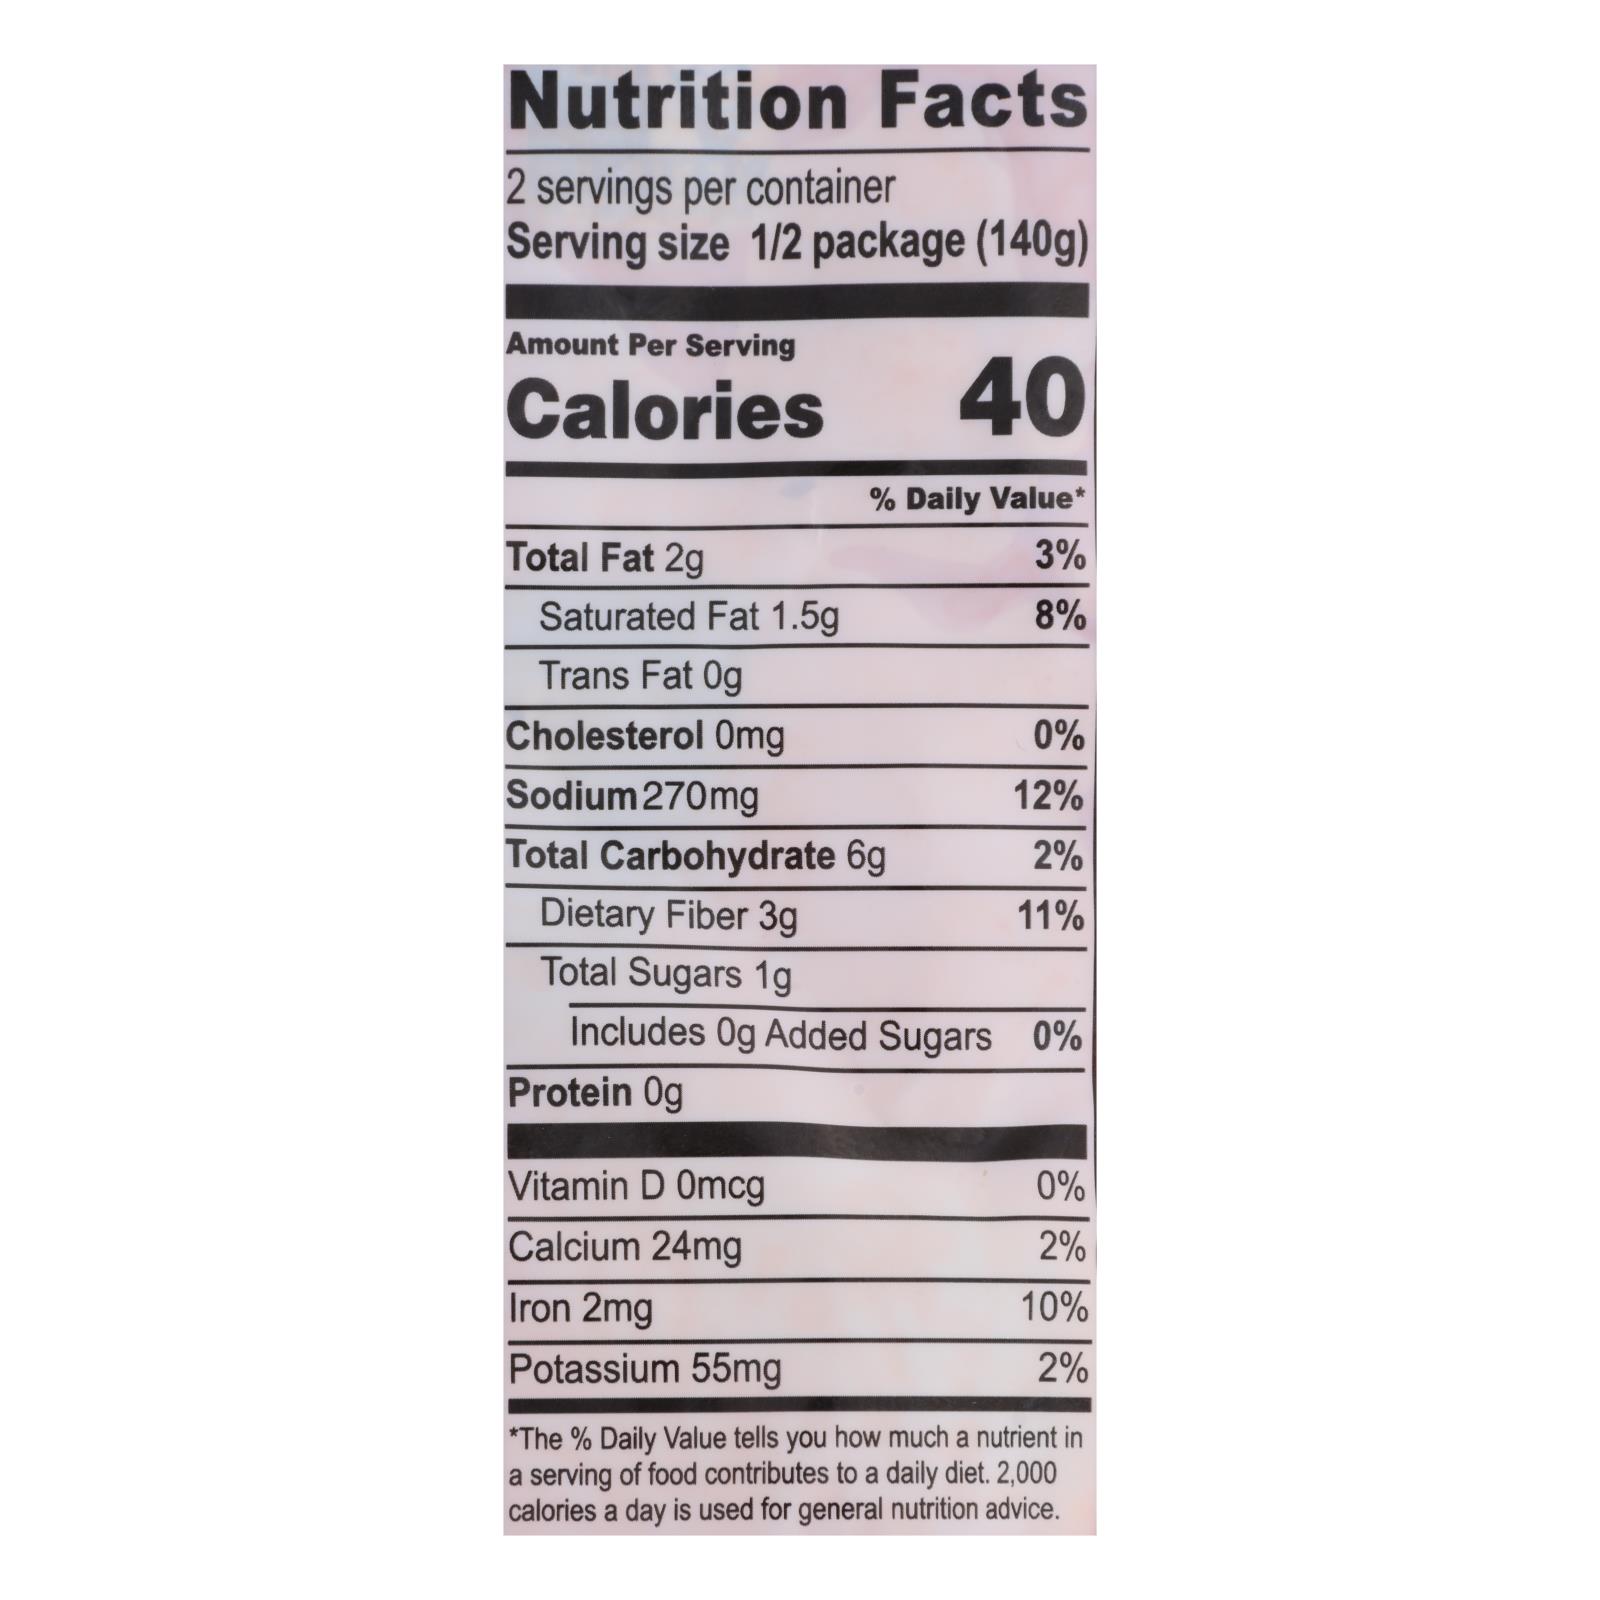 Nutrition Facts
2 servings per container
Serving size 1/2 package (140g)
Amount Per Serving
Calories 40
% Daily Value*
Total Fat 2g 3%
Saturated Fat 1.5g 8%
Trans Fat 0g
Cholesterol 0mg 0%
Sodium 270mg 12%
Total Carbohydrate 6g 2%
Dietary Fiber 3g 11%
Total Sugars 1g
Includes 0g Added Sugars 0%
Protein 0g
Vitamin D 0mcg 0%
Calcium 24mg 2%
Iron 2mg 10%
Potassium 55mg 2%
*The % Daily Value tells you how much a nutrient in
a serving of food contributes to a daily diet. 2,000
calories a day is used for general nutrition advice.